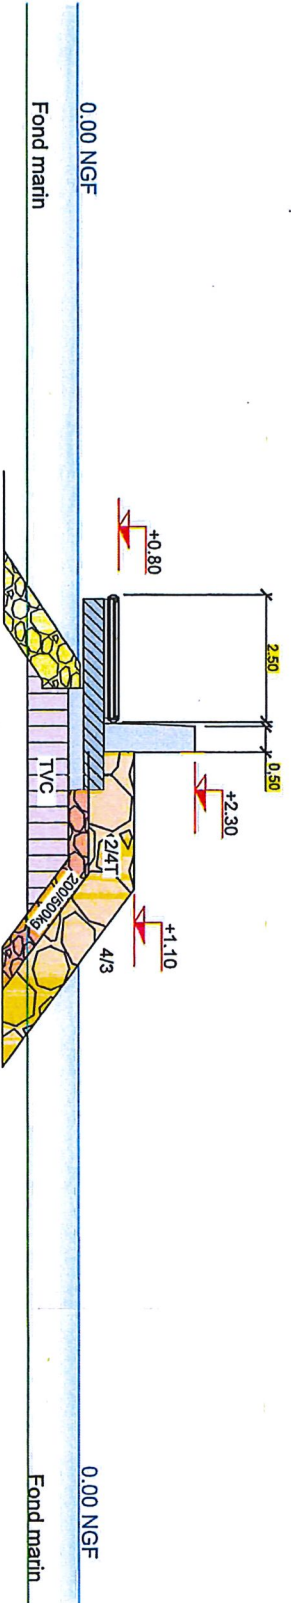 2.50
0.50
+0.80
+2.30
+1.10
0.00 NGF
0.00 NGF
Fond marin
Fond marin
2/4T
4/3
200/500kg
TVC